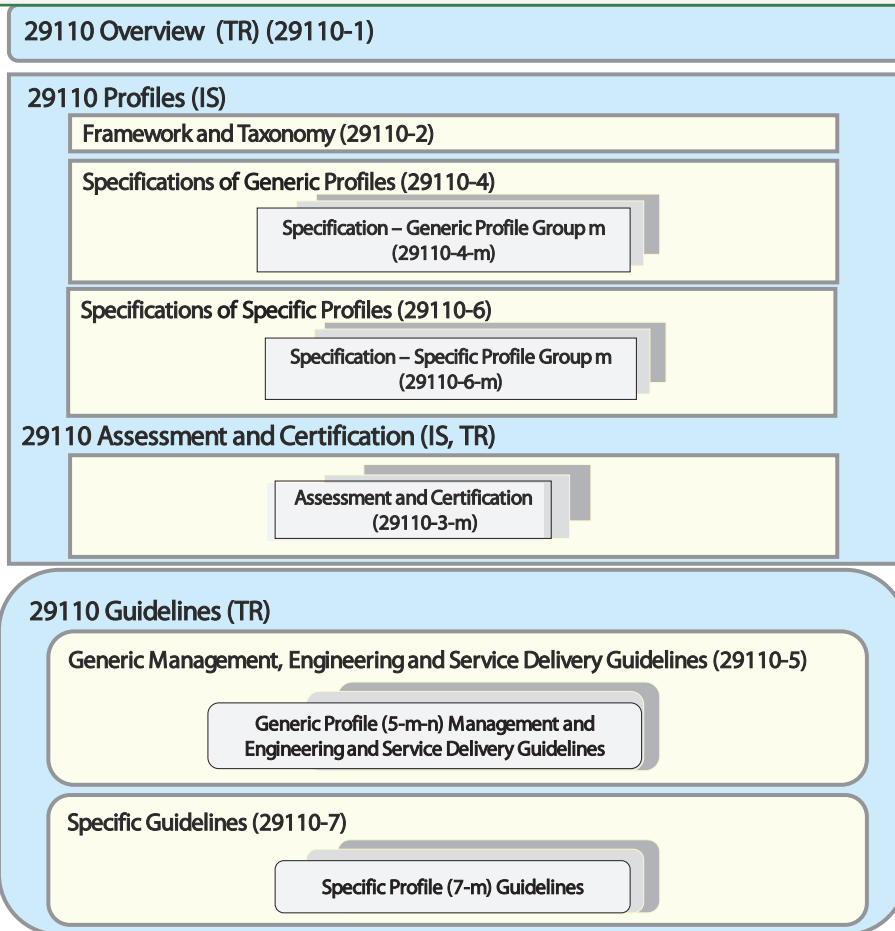 29110 Overview (TR) (29110-1)
29110 Profiles (IS)
Framework and Taxonomy (29110-2)
Specifications of Generic Profiles (29110-4)
Specification – Generic Profile Group m
(29110-4-m)
Specifications of Specific Profiles (29110-6)
Specification – Specific Profile Group m
(29110-6-m)
29110 Assessment and Certification (IS, TR)
Assessment and Certification
(29110-3-m)
29110 Guidelines (TR)
Generic Management, Engineering and Service Delivery Guidelines (29110-5)
Generic Profile (5-m-n) Management and
Engineering and Service Delivery Guidelines
Specific Guidelines (29110-7)
Specific Profile (7-m) Guidelines